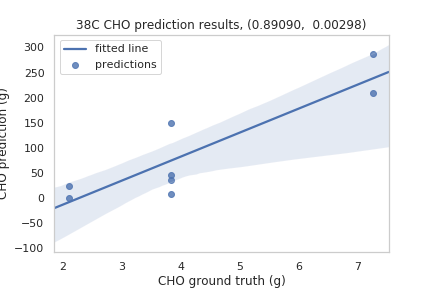 38C CHO prediction results, (0.89090,  0.00298)
fitted line
predictions
300
250
200
150
100
50
0
−50
−100
CHO prediction (g)
2 3 4 5 6 7
CHO ground truth (g)